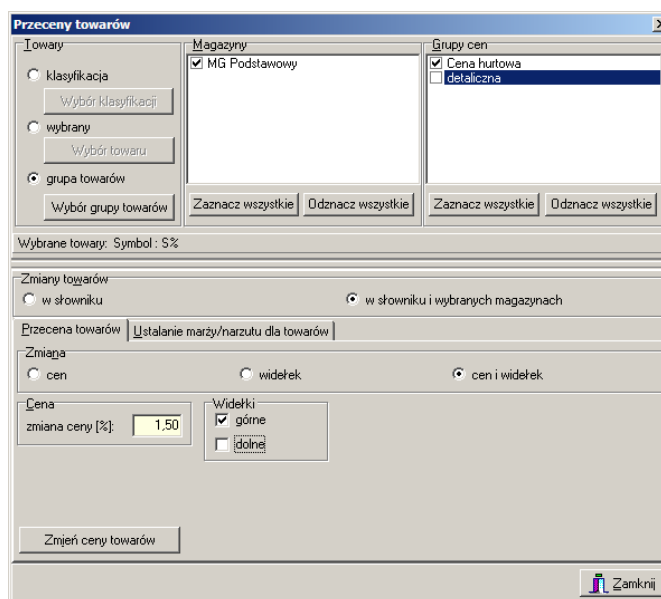 Przeceny towarów
Towary
klasyfikacja
Wybór klasyfikacji
wybrany
Wybór towaru
grupa towarów
Wybór grupy towarów
Magazyny
MG Podstawowy
Zaznacz wszystkie
Odznacz wszystkie
Grupy cen
Cena hurtowa
detaliczna
Zaznacz wszystkie
Odznacz wszystkie
Wybrane towary: Symbol : S%
Zmiany towarów
w słowniku
w słowniku i wybranych magazynach
Przecena towarów
Ustalanie marży/narzutu dla towarów
Zmiana
cen
widełek
cen i widełek
Cena
zmiana ceny [%]:
1,50
Widełki
górne
dolne
Zmień ceny towarów
Zamknij